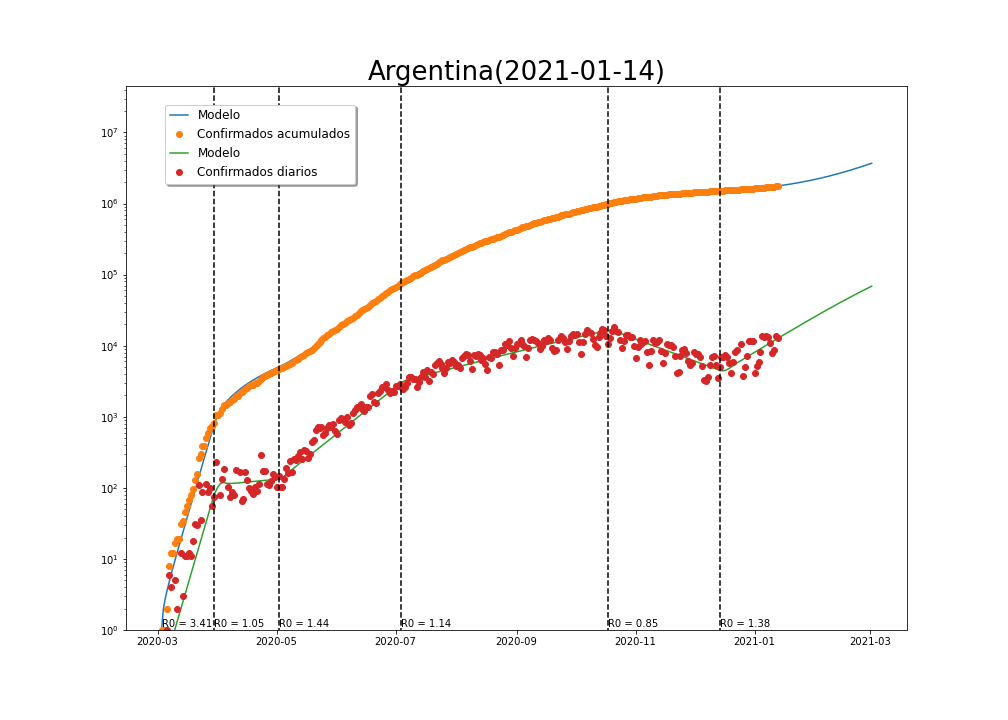 Argentina(2021-01-14)
Modelo
Confirmados acumulados
Modelo
Confirmados diarios
10⁷
10⁶
10⁵
10⁴
10³
10²
10¹
10⁰
R0 = 3.41 R0 = 1.05 R0 = 1.44 R0 = 1.14 R0 = 0.85 R0 = 1.38
2020-03 2020-05 2020-07 2020-09 2020-11 2021-01 2021-03